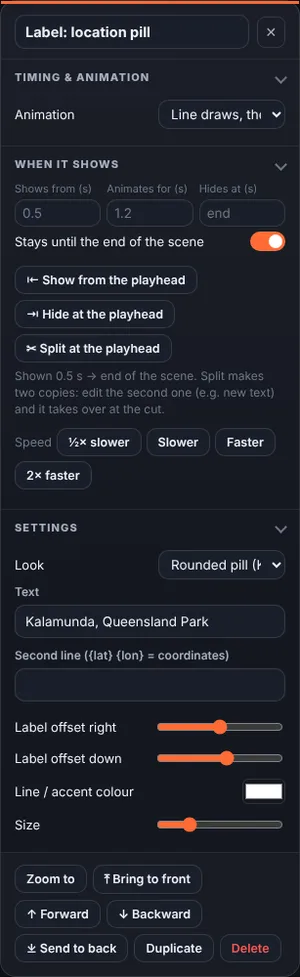 Label: location pill ✕
TIMING & ANIMATION
Animation Line draws, the
WHEN IT SHOWS
Shows from (s) Animates for (s) Hides at (s)
0.5 1.2 end
Stays until the end of the scene
⇤ Show from the playhead
⇥ Hide at the playhead
✂ Split at the playhead
Shown 0.5 s → end of the scene. Split makes
two copies: edit the second one (e.g. new text)
and it takes over at the cut.
Speed ½× slower Slower Faster
2× faster
SETTINGS
Look Rounded pill (
Text
Kalamunda, Queensland Park
Second line ({lat} {lon} = coordinates)
Label offset right
Label offset down
Line / accent colour
Size
Zoom to ⤒ Bring to front
↑ Forward ↓ Backward
⤓ Send to back Duplicate Delete